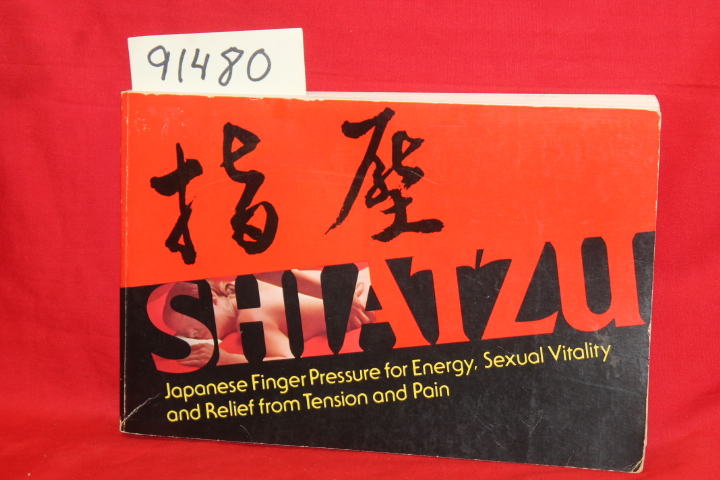 91480
指壓
SHIATZU
Japanese Finger Pressure for Energy, Sexual Vitality
and Relief from Tension and Pain